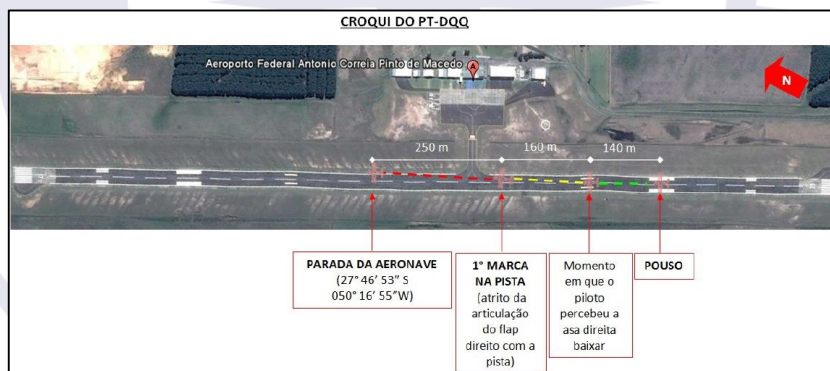 CROQUI DO PT-DQQ
Aeroporto Federal Antonio Correia Pinto de Macedo
A
N
250 m
160 m
140 m
PARADA DA AERONAVE
(27° 46’ 53” S
050° 16’ 55”W)
1° MARCA
NA PISTA
(atrito da
articulação
do flap
direito com a
pista)
Momento
em que o
piloto
percebeu a
asa direita
baixar
POUSO